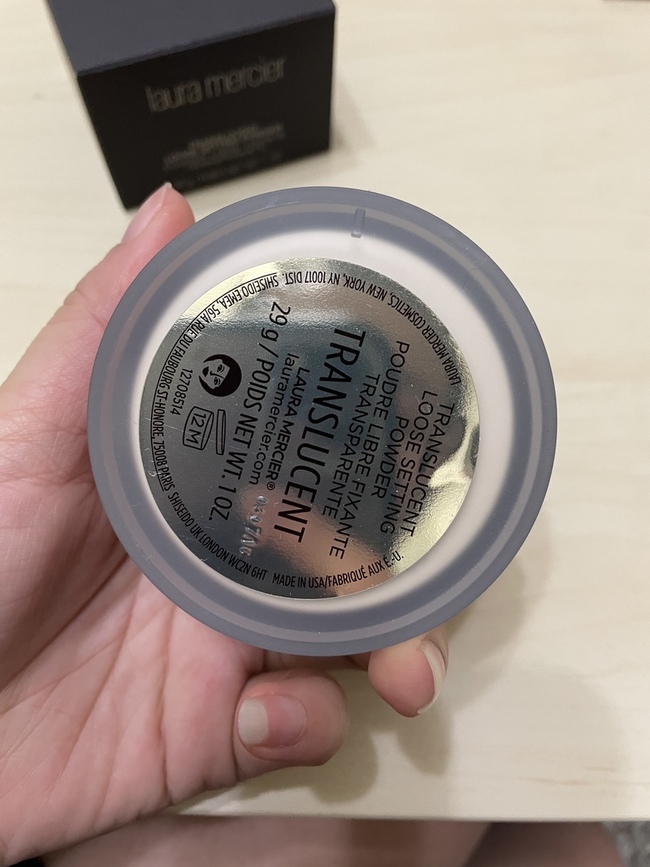 laura mercier
TRANSLUCENT
LOOSE SETTING
POWDER
POUDRE LIBRE FIXANTE
TRANSPARENTE
TRANSLUCENT
LAURA MERCIER®
lauramercier.com
29 g / POIDS NET WT. 1 OZ.
12M
12708514
LAURA MERCIER COSMETICS, NEW YORK, NY 10017 DIST. SHISEIDO EMEA, 56/A RUE DU FAUBOURG ST-HONORE, 75008 PARIS SHISEIDO UK LONDON WC2N 6HT MADE IN USA/FABRIQUÉ AUX É.-U.